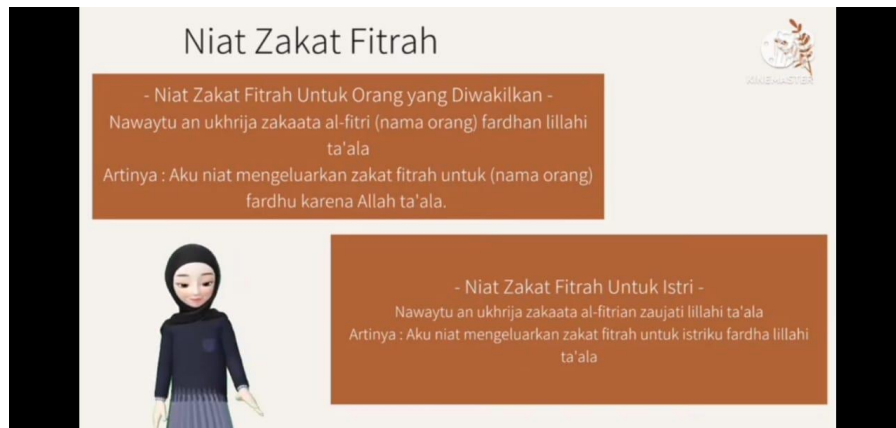 Niat Zakat Fitrah
KINEMASTER
- Niat Zakat Fitrah Untuk Orang yang Diwakilkan -
Nawaytu an ukhrija zakaata al-fitri (nama orang) fardhan lillahi
ta'ala
Artinya : Aku niat mengeluarkan zakat fitrah untuk (nama orang)
fardhu karena Allah ta'ala.
- Niat Zakat Fitrah Untuk Istri -
Nawaytu an ukhrija zakaata al-fitrian zaujati lillahi ta'ala
Artinya : Aku niat mengeluarkan zakat fitrah untuk istriku fardha lillahi
ta'ala